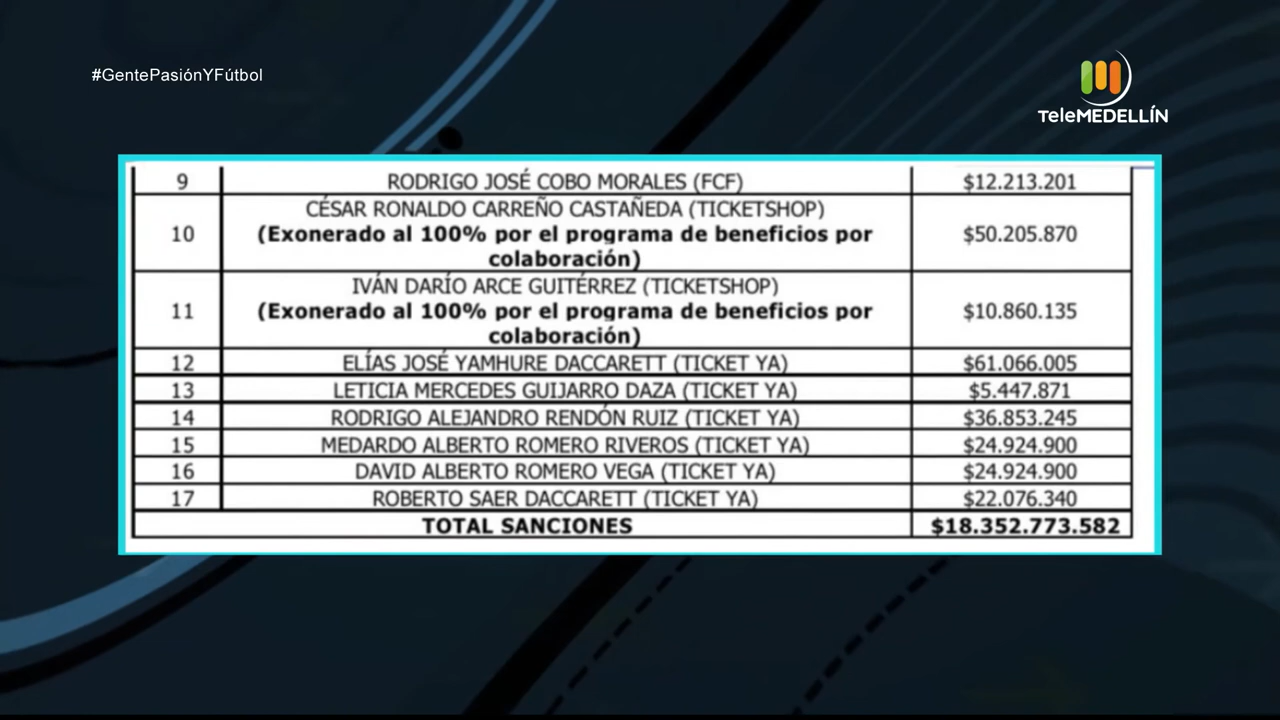 #GentePasiónYFútbol
TeleMEDELLÍN
9 RODRIGO JOSÉ COBO MORALES (FCF) $12.213.201
CÉSAR RONALDO CARREÑO CASTAÑEDA (TICKETSHOP)
10 (Exonerado al 100% por el programa de beneficios por $50.205.870
colaboración)
IVÁN DARÍO ARCE GUITÉRREZ (TICKETSHOP)
11 (Exonerado al 100% por el programa de beneficios por $10.860.135
colaboración)
12 ELÍAS JOSÉ YAMHURE DACCARETT (TICKET YA) $61.066.005
13 LETICIA MERCEDES GUIJARRO DAZA (TICKET YA) $5.447.871
14 RODRIGO ALEJANDRO RENDÓN RUIZ (TICKET YA) $36.853.245
15 MEDARDO ALBERTO ROMERO RIVEROS (TICKET YA) $24.924.900
16 DAVID ALBERTO ROMERO VEGA (TICKET YA) $24.924.900
17 ROBERTO SAER DACCARETT (TICKET YA) $22.076.340
TOTAL SANCIONES $18.352.773.582